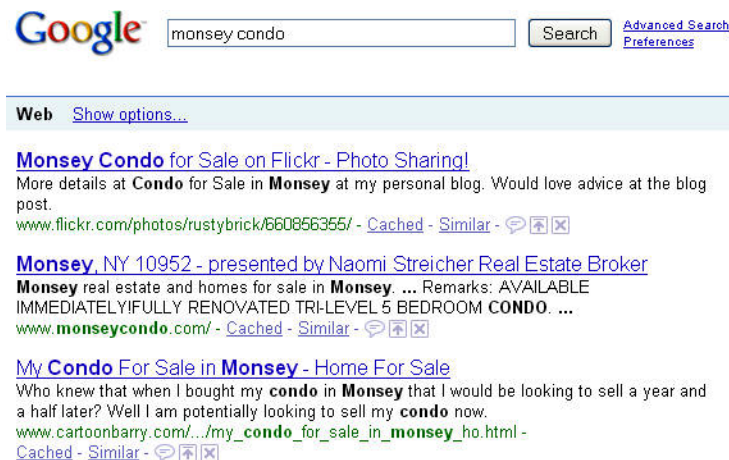 Google monsey condo Search Advanced Search
Preferences
Web Show options...
Monsey Condo for Sale on Flickr - Photo Sharing!
More details at Condo for Sale in Monsey at my personal blog. Would love advice at the blog
post.
www.flickr.com/photos/rustybrick/660856355/ - Cached - Similar -
Monsey, NY 10952 - presented by Naomi Streicher Real Estate Broker
Monsey real estate and homes for sale in Monsey. ... Remarks: AVAILABLE
IMMEDIATELY!FULLY RENOVATED TRI-LEVEL 5 BEDROOM CONDO. ...
www.monseycondo.com/ - Cached - Similar -
My Condo For Sale in Monsey - Home For Sale
Who knew that when I bought my condo in Monsey that I would be looking to sell a year and
a half later? Well I am potentially looking to sell my condo now.
www.cartoonbarry.com/.../my_condo_for_sale_in_monsey_ho.html -
Cached - Similar -